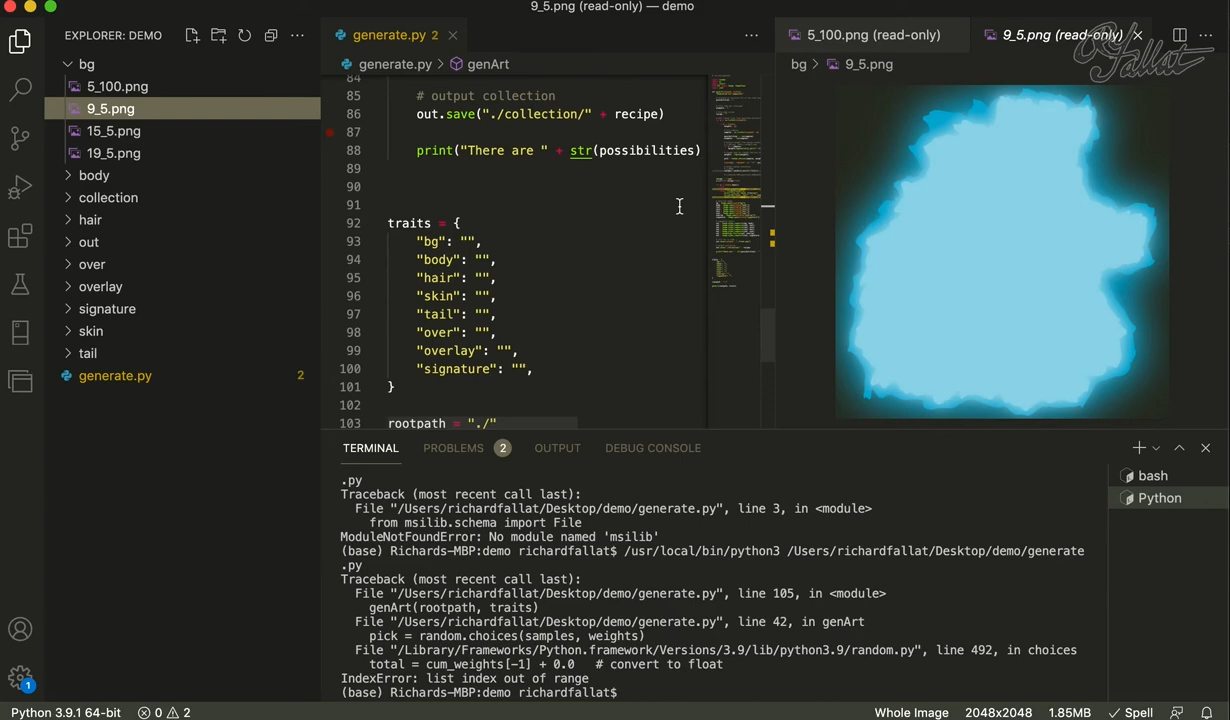 9_5.png (read-only) — demo
EXPLORER: DEMO
bg
5_100.png
9_5.png
15_5.png
19_5.png
body
collection
hair
out
over
overlay
signature
skin
tail
generate.py 2
generate.py 2
generate.py > genArt
84
85 # output collection
86 out.save("./collection/" + recipe)
87
88 print("There are " + str(possibilities)
89
90
91
92 traits = {
93 "bg": "",
94 "body": "",
95 "hair": "",
96 "skin": "",
97 "tail": "",
98 "over": "",
99 "overlay": "",
100 "signature": "",
101 }
102
103 rootpath = "./"
5_100.png (read-only)
9_5.png (read-only)
bg > 9_5.png
Fallat
TERMINAL PROBLEMS 2 OUTPUT DEBUG CONSOLE
.py
Traceback (most recent call last):
File "/Users/richardfallat/Desktop/demo/generate.py", line 3, in <module>
from msilib.schema import File
ModuleNotFoundError: No module named 'msilib'
(base) Richards-MBP:demo richardfallat$ /usr/local/bin/python3 /Users/richardfallat/Desktop/demo/generate
.py
Traceback (most recent call last):
File "/Users/richardfallat/Desktop/demo/generate.py", line 105, in <module>
genArt(rootpath, traits)
File "/Users/richardfallat/Desktop/demo/generate.py", line 42, in genArt
pick = random.choices(samples, weights)
File "/Library/Frameworks/Python.framework/Versions/3.9/lib/python3.9/random.py", line 492, in choices
total = cum_weights[-1] + 0.0 # convert to float
IndexError: list index out of range
(base) Richards-MBP:demo richardfallat$
bash
Python
1
Python 3.9.1 64-bit 0 2 Whole Image 2048x2048 1.85MB Spell